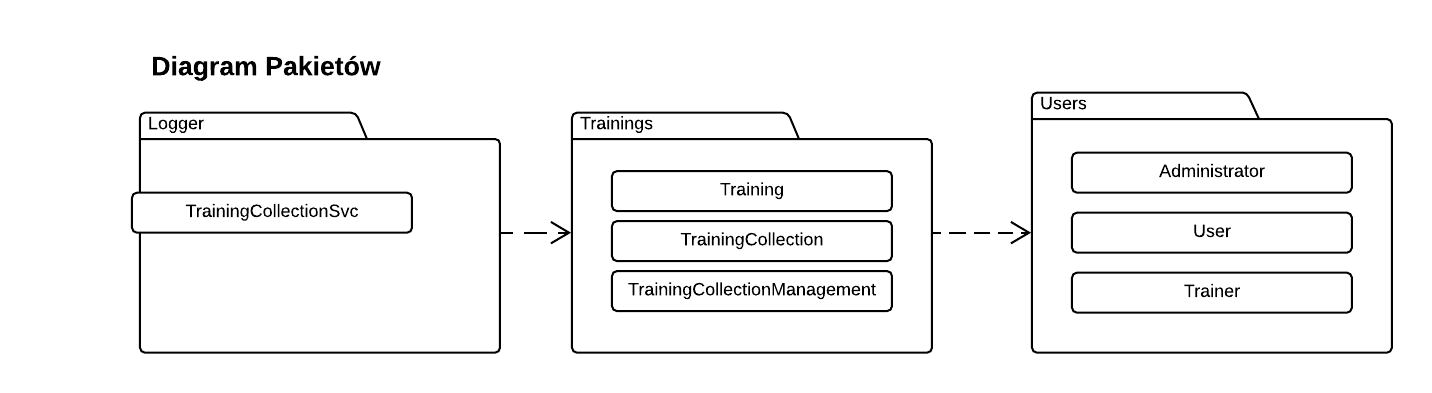 Diagram Pakietów
Logger
TrainingCollectionSvc
Trainings
Training
TrainingCollection
TrainingCollectionManagement
Users
Administrator
User
Trainer